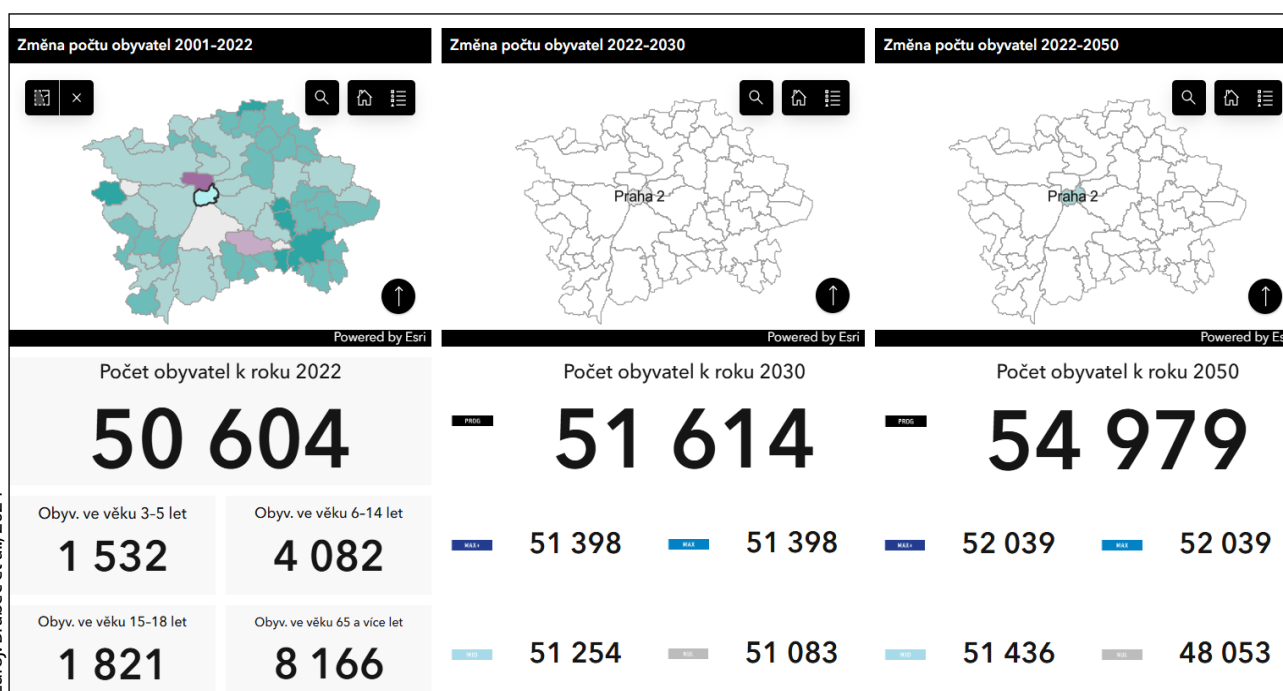 Změna počtu obyvatel 2001–2022
Změna počtu obyvatel 2022–2030
Změna počtu obyvatel 2022–2050
Praha 2
Praha 2
Powered by Esri
Powered by Esri
Powered by Es
Počet obyvatel k roku 2022
50 604
Počet obyvatel k roku 2030
PROG
51 614
Počet obyvatel k roku 2050
PROG
54 979
Obyv. ve věku 3–5 let
1 532
Obyv. ve věku 6–14 let
4 082
MAX+
51 398
MAX
51 398
MAX+
52 039
MAX
52 039
Obyv. ve věku 15–18 let
1 821
Obyv. ve věku 65 a více let
8 166
MID
51 254
NUL
51 083
MID
51 436
NUL
48 053